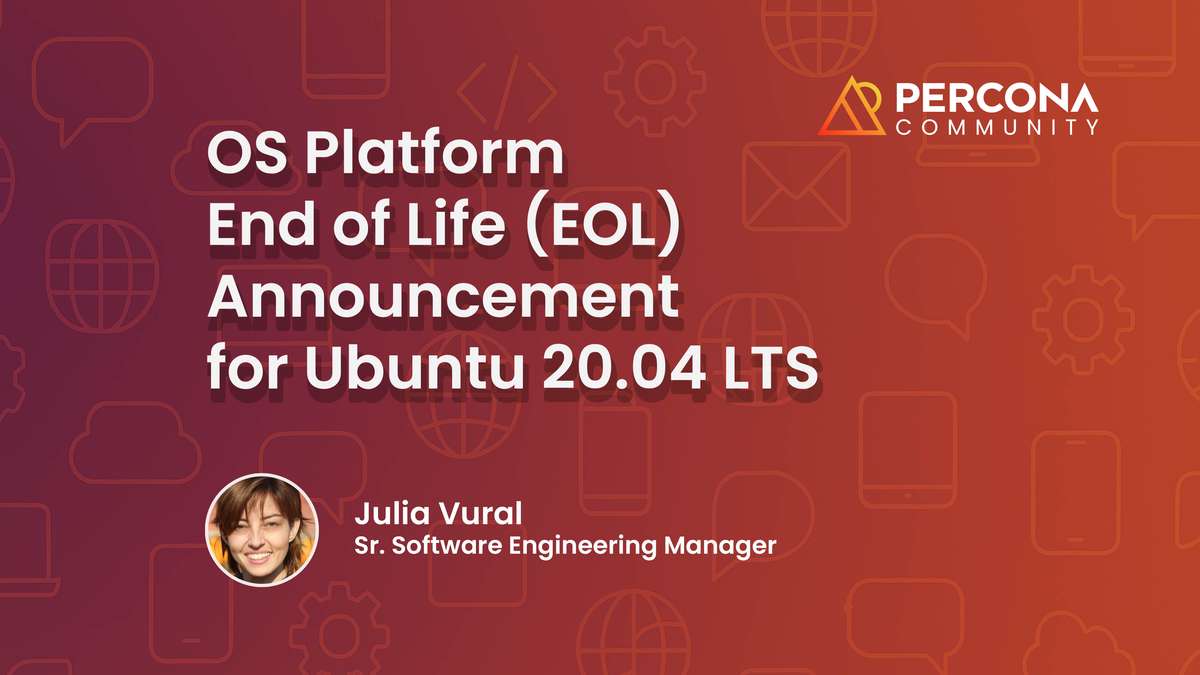 PERCONA
COMMUNITY
OS Platform
End of Life (EOL)
Announcement
for Ubuntu 20.04 LTS
Julia Vural
Sr. Software Engineering Manager